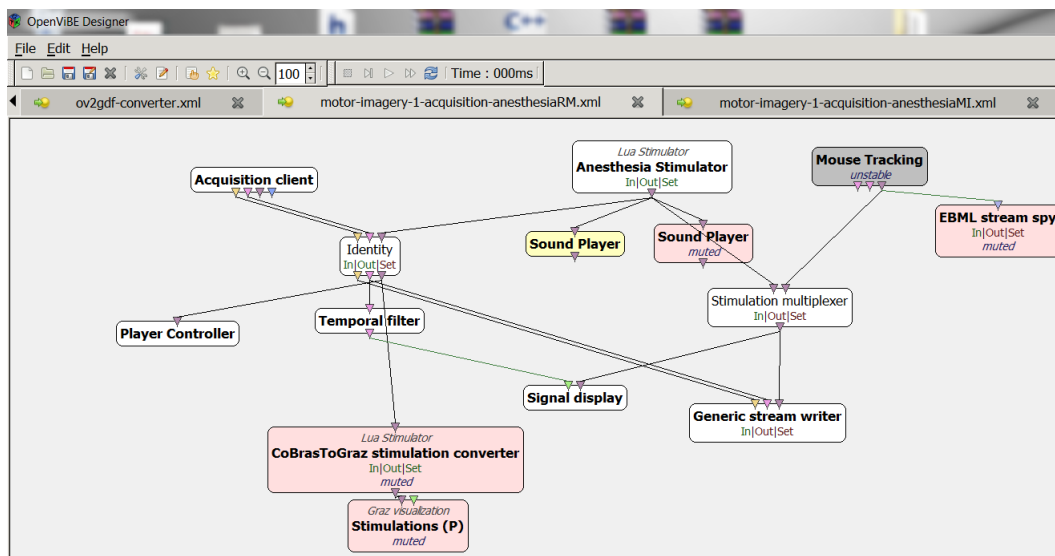 OpenViBE Designer
C++
h
File Edit Help
100
Time : 000ms
ov2gdf-converter.xml
motor-imagery-1-acquisition-anesthesiaRM.xml
motor-imagery-1-acquisition-anesthesiaMI.xml
Lua Stimulator
Anesthesia Stimulator
In|Out|Set
Mouse Tracking
unstable
Acquisition client
EBML stream spy
In|Out|Set
muted
Sound Player
Sound Player
muted
Identity
In|Out|Set
Stimulation multiplexer
In|Out|Set
Player Controller
Temporal filter
Signal display
Generic stream writer
In|Out|Set
Lua Stimulator
CoBrasToGraz stimulation converter
In|Out|Set
muted
Graz visualization
Stimulations (P)
muted